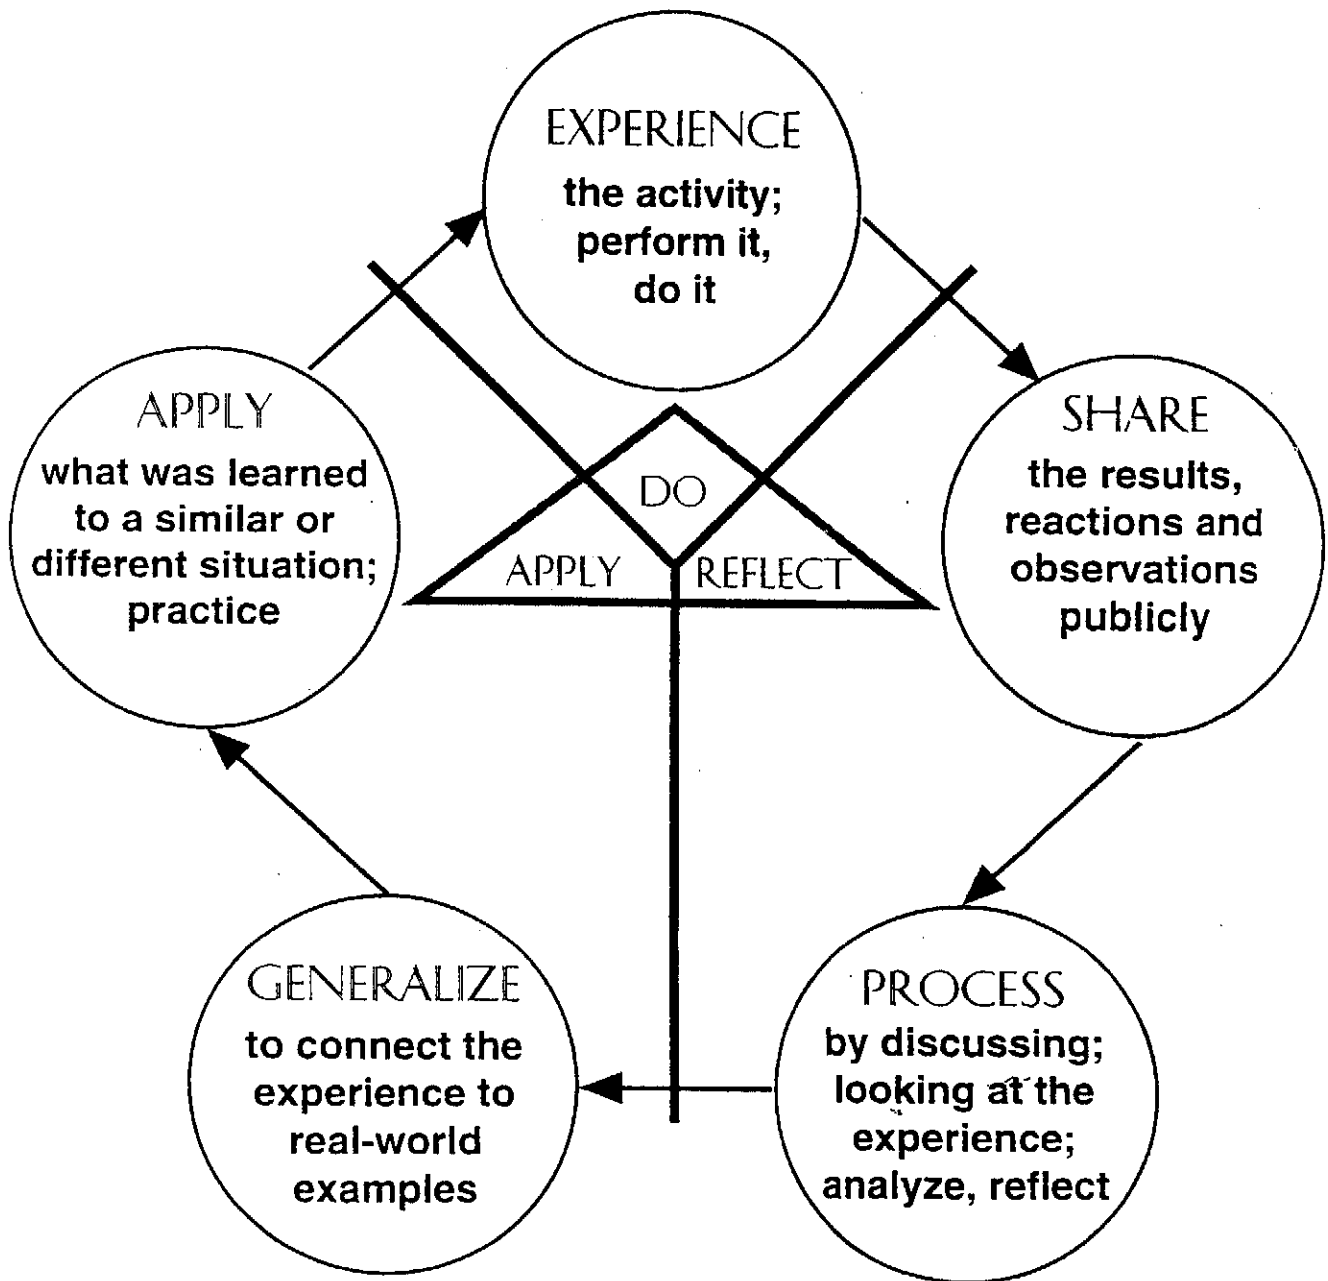 EXPERIENCE
the activity;
perform it,
do it
SHARE
the results,
reactions and
observations
publicly
PROCESS
by discussing;
looking at the
experience;
analyze, reflect
GENERALIZE
to connect the
experience to
real-world
examples
APPLY
what was learned
to a similar or
different situation;
practice
DO
APPLY
REFLECT